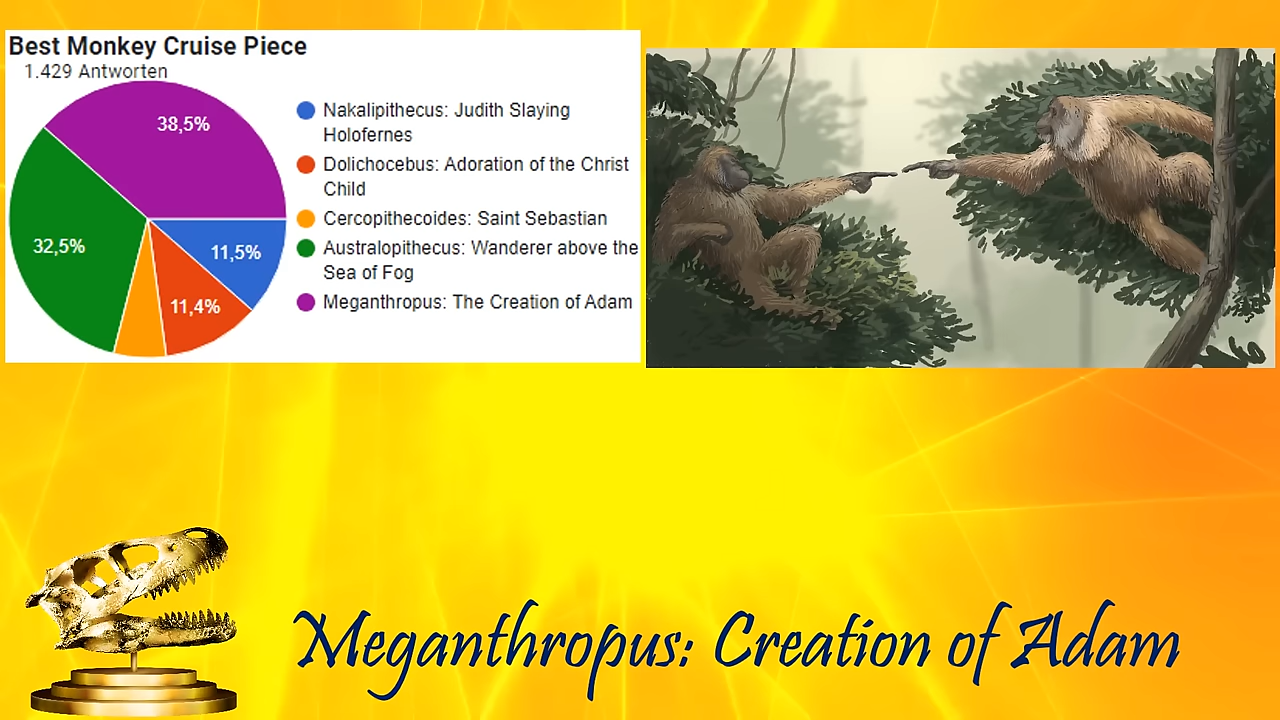 Best Monkey Cruise Piece
1.429 Antworten
38,5%
32,5%
11,5%
11,4%
Nakalipithecus: Judith Slaying
Holofernes
Dolichocebus: Adoration of the Christ
Child
Cercopithecoides: Saint Sebastian
Australopithecus: Wanderer above the
Sea of Fog
Meganthropus: The Creation of Adam
Meganthropus: Creation of Adam